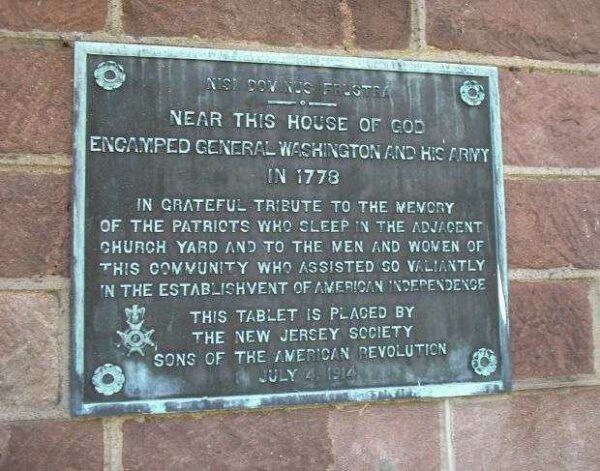 NISI DOMINUS FRUSTRA
NEAR THIS HOUSE OF GOD
ENCAMPED GENERAL WASHINGTON AND HIS ARMY
IN 1778
IN GRATEFUL TRIBUTE TO THE MEMORY
OF THE PATRIOTS WHO SLEEP IN THE ADJACENT
CHURCH YARD AND TO THE MEN AND WOMEN OF
THIS COMMUNITY WHO ASSISTED SO VALIANTLY
IN THE ESTABLISHMENT OF AMERICAN INDEPENDENCE
THIS TABLET IS PLACED BY
THE NEW JERSEY SOCIETY
SONS OF THE AMERICAN REVOLUTION
JULY 4, 1914